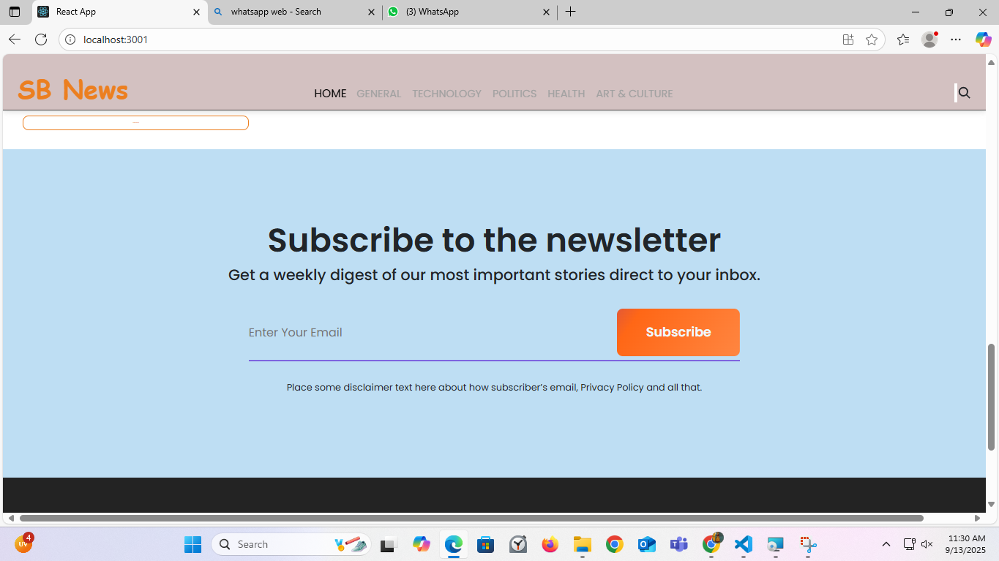 React App
whatsapp web - Search
(3) WhatsApp
localhost:3001
SB News
HOME GENERAL TECHNOLOGY POLITICS HEALTH ART & CULTURE
Subscribe to the newsletter
Get a weekly digest of our most important stories direct to your inbox.
Enter Your Email
Subscribe
Place some disclaimer text here about how subscriber’s email, Privacy Policy and all that.
UV
4
Search
11:30 AM
9/13/2025